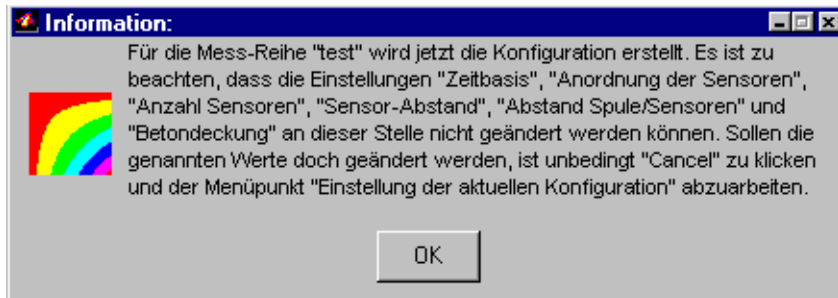 Information:
Für die Mess-Reihe "test" wird jetzt die Konfiguration erstellt. Es ist zu
beachten, dass die Einstellungen "Zeitbasis", "Anordnung der Sensoren",
"Anzahl Sensoren", "Sensor-Abstand", "Abstand Spule/Sensoren" und
"Betondeckung" an dieser Stelle nicht geändert werden können. Sollen die
genannten Werte doch geändert werden, ist unbedingt "Cancel" zu klicken
und der Menüpunkt "Einstellung der aktuellen Konfiguration" abzuarbeiten.
OK